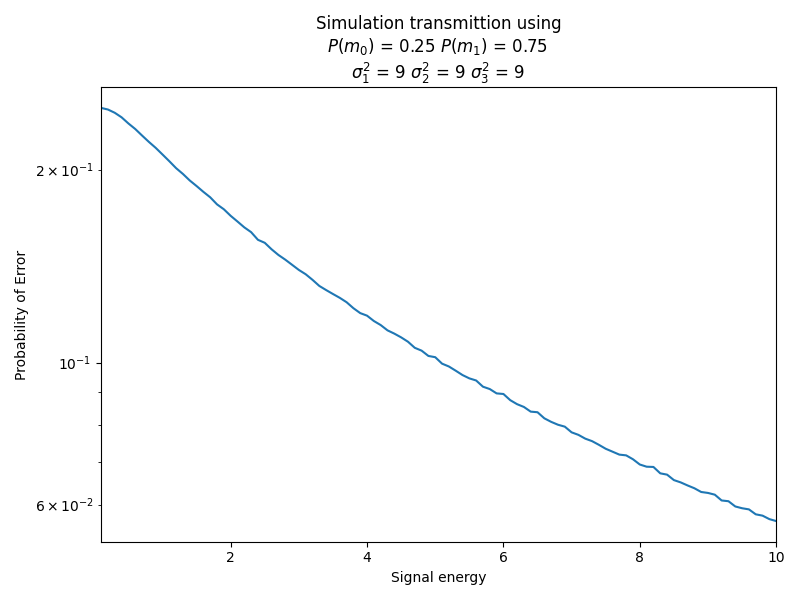 Simulation transmittion using
P(m₀) = 0.25 P(m₁) = 0.75
σ₁² = 9 σ₂² = 9 σ₃² = 9
Probability of Error
2 × 10⁻¹
10⁻¹
6 × 10⁻²
2 4 6 8 10
Signal energy